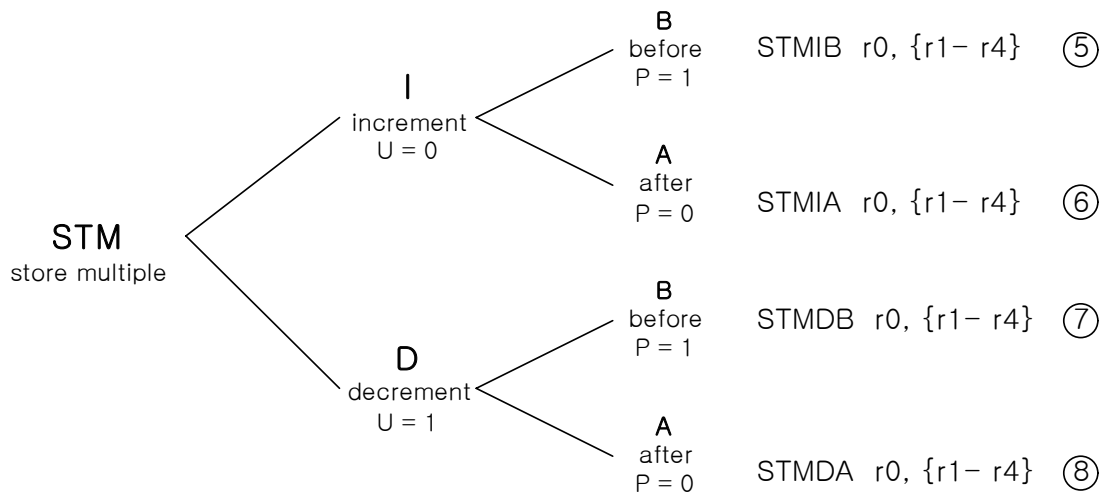 STM
store multiple
I
increment
U = 0
B
before
P = 1
STMIB r0, {r1- r4} ⑤
A
after
P = 0
STMIA r0, {r1- r4} ⑥
D
decrement
U = 1
B
before
P = 1
STMDB r0, {r1- r4} ⑦
A
after
P = 0
STMDA r0, {r1- r4} ⑧